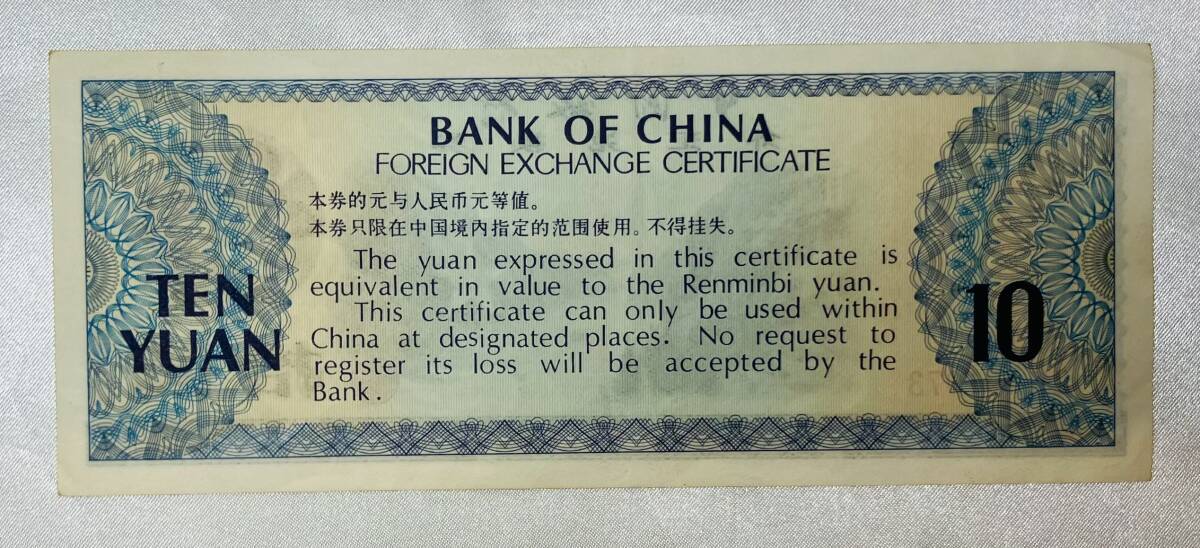 BANK OF CHINA
FOREIGN EXCHANGE CERTIFICATE
本券的元与人民币元等值。
本券只限在中国境内指定的范围使用。不得挂失。
The yuan expressed in this certificate is
equivalent in value to the Renminbi yuan.
This certificate can only be used within
China at designated places. No request to
register its loss will be accepted by the
Bank.
TEN
YUAN
10